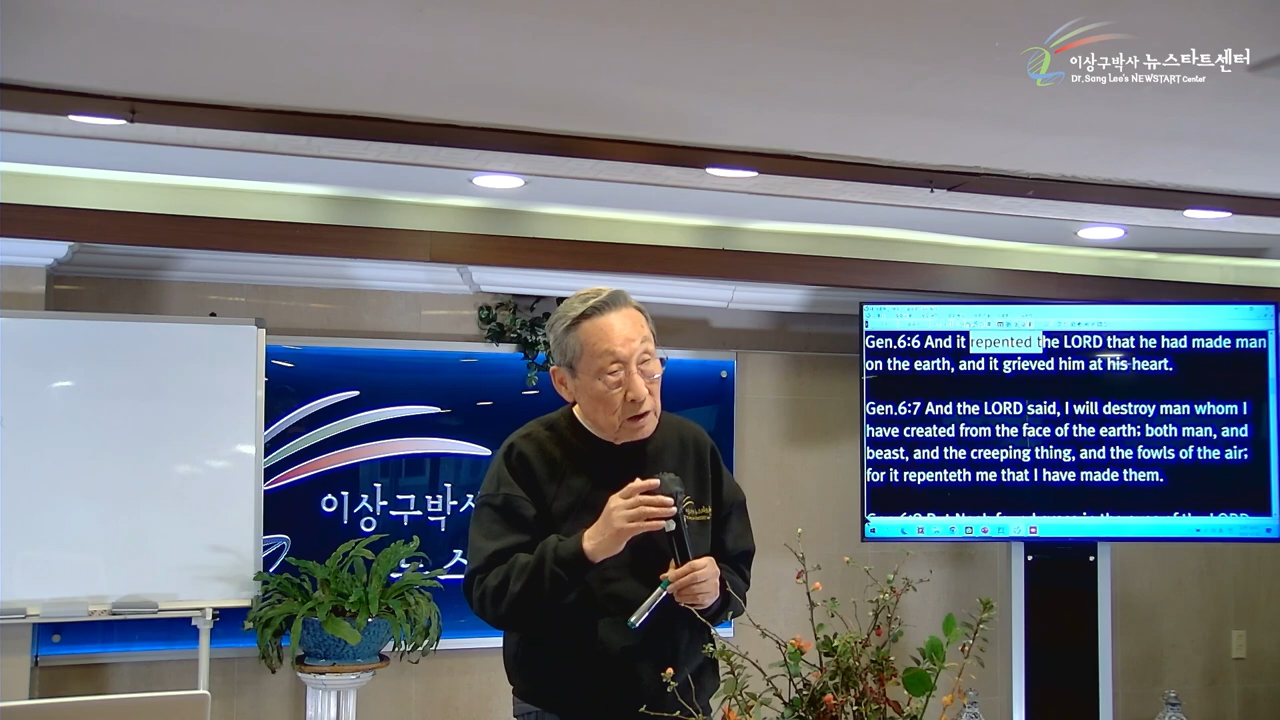 이상구박사 뉴스타트센터
Dr. Sang Lee's NEWSTART Center
Gen.6:6 And it repented the LORD that he had made man
on the earth, and it grieved him at his heart.
Gen.6:7 And the LORD said, I will destroy man whom I
have created from the face of the earth; both man, and
beast, and the creeping thing, and the fowls of the air;
for it repenteth me that I have made them.
이상구박사